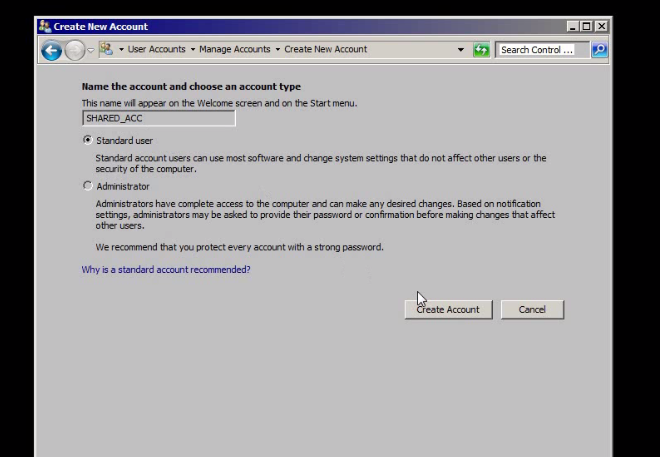 Create New Account
User Accounts Manage Accounts Create New Account
Search Control ...
Name the account and choose an account type
This name will appear on the Welcome screen and on the Start menu.
SHARED_ACC
Standard user
Standard account users can use most software and change system settings that do not affect other users or the
security of the computer.
Administrator
Administrators have complete access to the computer and can make any desired changes. Based on notification
settings, administrators may be asked to provide their password or confirmation before making changes that affect
other users.
We recommend that you protect every account with a strong password.
Why is a standard account recommended?
Create Account Cancel